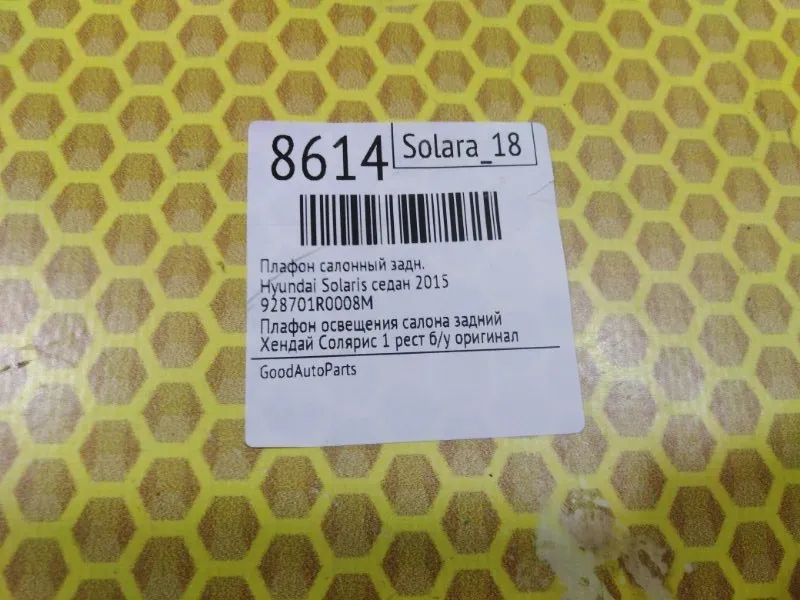 8614
Solara_18
Плафон салонный задн.
Hyundai Solaris седан 2015
928701R0008M
Плафон освещения салона задний
Хендай Солярис 1 рест б/у оригинал
GoodAutoParts